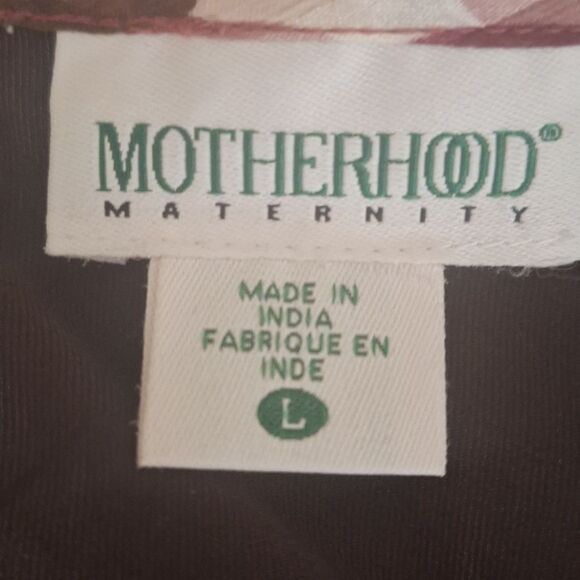 MOTHERHOOD®
MATERNITY
MADE IN
INDIA
FABRIQUE EN
INDE
L